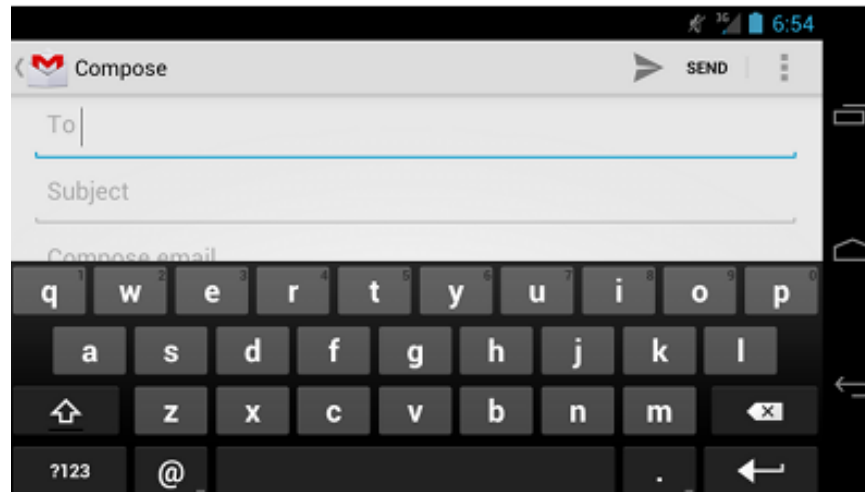 3G 6:54
Compose SEND
To
Subject
Compose email
1 2 3 4 5 6 7 8 9 0
q w e r t y u i o p
a s d f g h j k l
z x c v b n m
?123 @ .